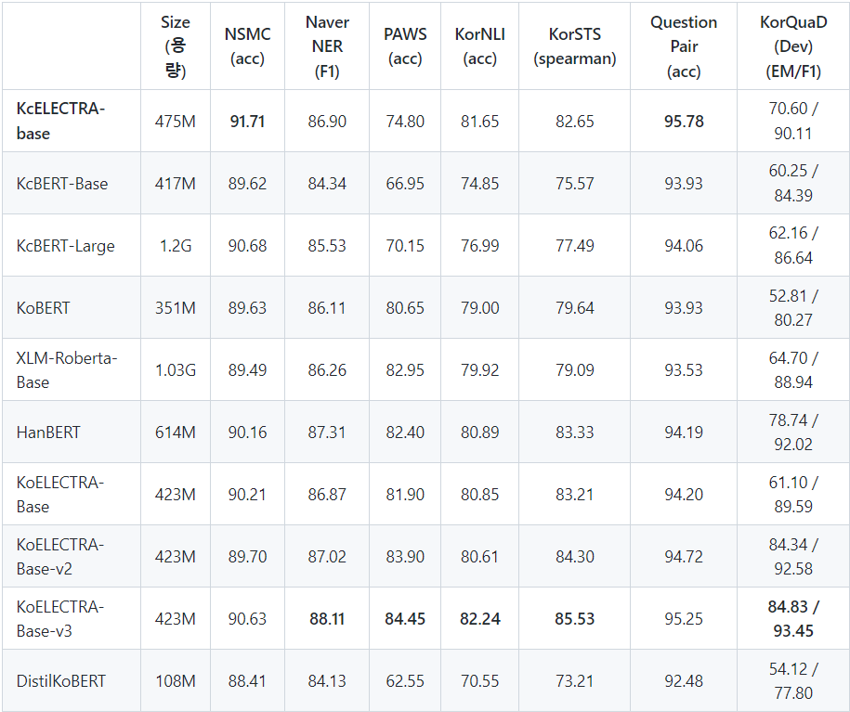 Size (용량) NSMC (acc) Naver NER (F1) PAWS (acc) KorNLI (acc) KorSTS (spearman) Question Pair (acc) KorQuaD (Dev) (EM/F1)
KcELECTRA-base 475M 91.71 86.90 74.80 81.65 82.65 95.78 70.60 / 90.11
KcBERT-Base 417M 89.62 84.34 66.95 74.85 75.57 93.93 60.25 / 84.39
KcBERT-Large 1.2G 90.68 85.53 70.15 76.99 77.49 94.06 62.16 / 86.64
KoBERT 351M 89.63 86.11 80.65 79.00 79.64 93.93 52.81 / 80.27
XLM-Roberta-Base 1.03G 89.49 86.26 82.95 79.92 79.09 93.53 64.70 / 88.94
HanBERT 614M 90.16 87.31 82.40 80.89 83.33 94.19 78.74 / 92.02
KoELECTRA-Base 423M 90.21 86.87 81.90 80.85 83.21 94.20 61.10 / 89.59
KoELECTRA-Base-v2 423M 89.70 87.02 83.90 80.61 84.30 94.72 84.34 / 92.58
KoELECTRA-Base-v3 423M 90.63 88.11 84.45 82.24 85.53 95.25 84.83 / 93.45
DistilKoBERT 108M 88.41 84.13 62.55 70.55 73.21 92.48 54.12 / 77.80